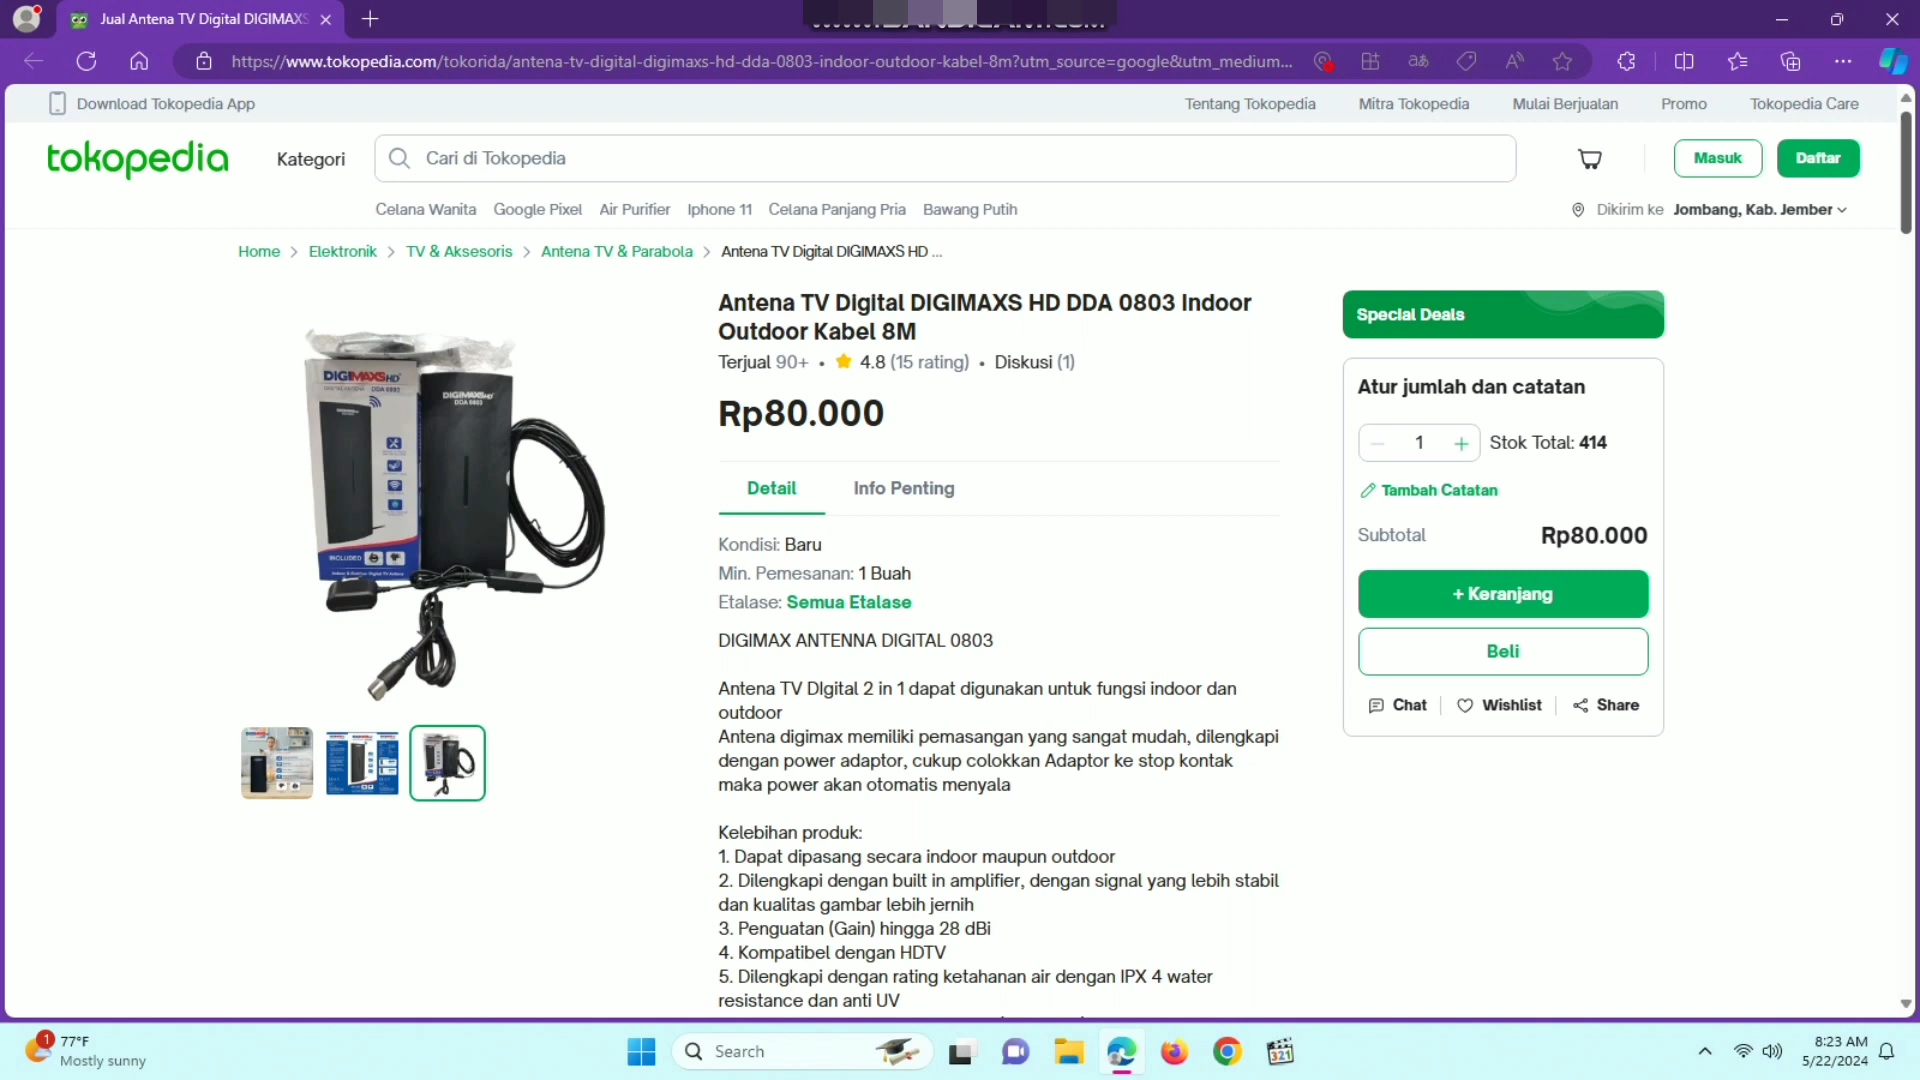 Jual Antena TV Digital DIGIMAXS
https://www.tokopedia.com/tokorida/antena-tv-digital-digimaxs-hd-dda-0803-indoor-outdoor-kabel-8m?utm_source=google&utm_medium...
Download Tokopedia App
Tentang Tokopedia
Mitra Tokopedia
Mulai Berjualan
Promo
Tokopedia Care
tokopedia
Kategori
Cari di Tokopedia
Masuk
Daftar
Celana Wanita
Google Pixel
Air Purifier
Iphone 11
Celana Panjang Pria
Bawang Putih
Dikirim ke Jombang, Kab. Jember
Home > Elektronik > TV & Aksesoris > Antena TV & Parabola > Antena TV Digital DIGIMAXS HD ...
Antena TV Digital DIGIMAXS HD DDA 0803 Indoor
Outdoor Kabel 8M
Terjual 90+ • 4.8 (15 rating) • Diskusi (1)
Rp80.000
Detail
Info Penting
Kondisi: Baru
Min. Pemesanan: 1 Buah
Etalase: Semua Etalase
DIGIMAX ANTENNA DIGITAL 0803
Antena TV DIgital 2 in 1 dapat digunakan untuk fungsi indoor dan
outdoor
Antena digimax memiliki pemasangan yang sangat mudah, dilengkapi
dengan power adaptor, cukup colokkan Adaptor ke stop kontak
maka power akan otomatis menyala
Kelebihan produk:
1. Dapat dipasang secara indoor maupun outdoor
2. Dilengkapi dengan built in amplifier, dengan signal yang lebih stabil
dan kualitas gambar lebih jernih
3. Penguatan (Gain) hingga 28 dBi
4. Kompatibel dengan HDTV
5. Dilengkapi dengan rating ketahanan air dengan IPX 4 water
resistance dan anti UV
DIGIMAXSHD
INCLUDED
DIGIMAXSHD
DDA 0803
Special Deals
Atur jumlah dan catatan
1
Stok Total: 414
Tambah Catatan
Subtotal
Rp80.000
+ Keranjang
Beli
Chat
Wishlist
Share
1
77°F
Mostly sunny
Search
321
8:23 AM
5/22/2024